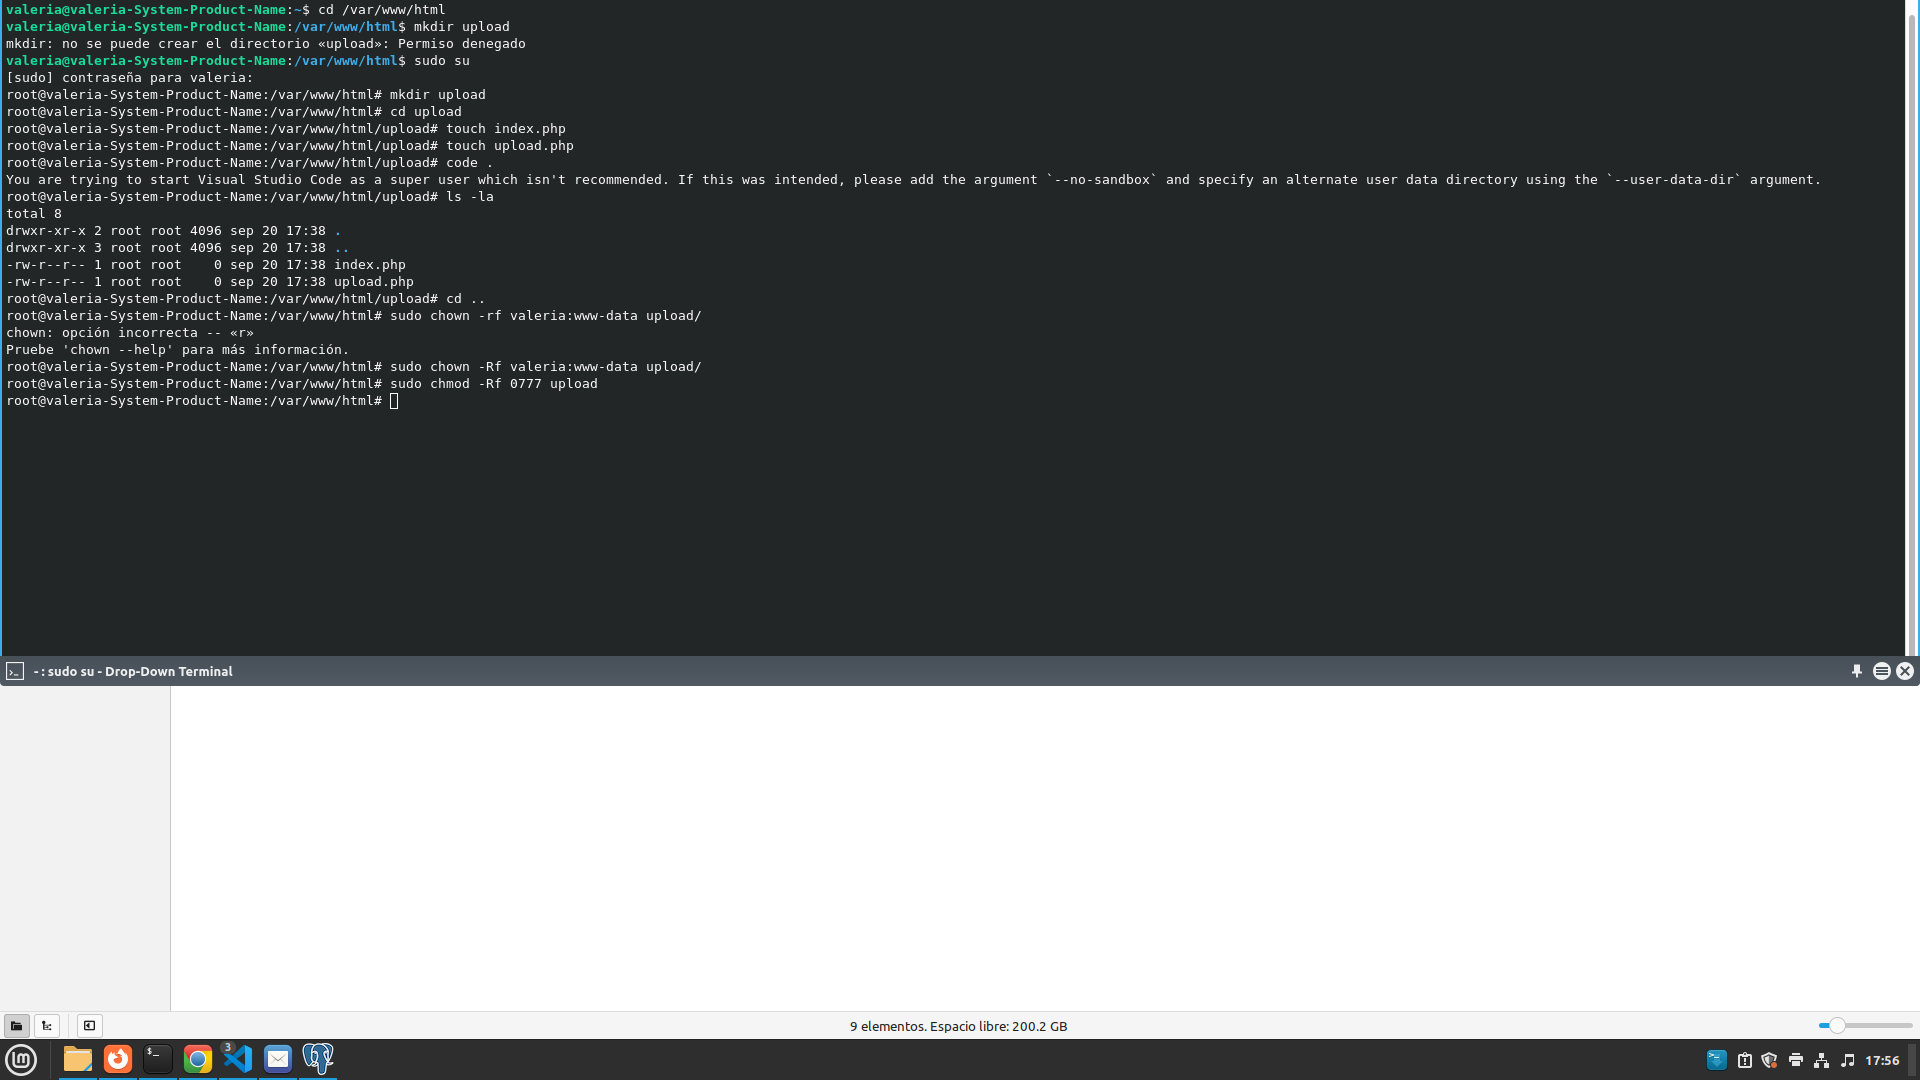 valeria@valeria-System-Product-Name:~$ cd /var/www/html
valeria@valeria-System-Product-Name:/var/www/html$ mkdir upload
mkdir: no se puede crear el directorio «upload»: Permiso denegado
valeria@valeria-System-Product-Name:/var/www/html$ sudo su
[sudo] contraseña para valeria:
root@valeria-System-Product-Name:/var/www/html# mkdir upload
root@valeria-System-Product-Name:/var/www/html# cd upload
root@valeria-System-Product-Name:/var/www/html/upload# touch index.php
root@valeria-System-Product-Name:/var/www/html/upload# touch upload.php
root@valeria-System-Product-Name:/var/www/html/upload# code .
You are trying to start Visual Studio Code as a super user which isn't recommended. If this was intended, please add the argument `--no-sandbox` and specify an alternate user data directory using the `--user-data-dir` argument.
root@valeria-System-Product-Name:/var/www/html/upload# ls -la
total 8
drwxr-xr-x 2 root root 4096 sep 20 17:38 .
drwxr-xr-x 3 root root 4096 sep 20 17:38 ..
-rw-r--r-- 1 root root    0 sep 20 17:38 index.php
-rw-r--r-- 1 root root    0 sep 20 17:38 upload.php
root@valeria-System-Product-Name:/var/www/html/upload# cd ..
root@valeria-System-Product-Name:/var/www/html# sudo chown -rf valeria:www-data upload/
chown: opción incorrecta -- «r»
Pruebe 'chown --help' para más información.
root@valeria-System-Product-Name:/var/www/html# sudo chown -Rf valeria:www-data upload/
root@valeria-System-Product-Name:/var/www/html# sudo chmod -Rf 0777 upload
root@valeria-System-Product-Name:/var/www/html#
- : sudo su - Drop-Down Terminal
9 elementos. Espacio libre: 200.2 GB
3
17:56